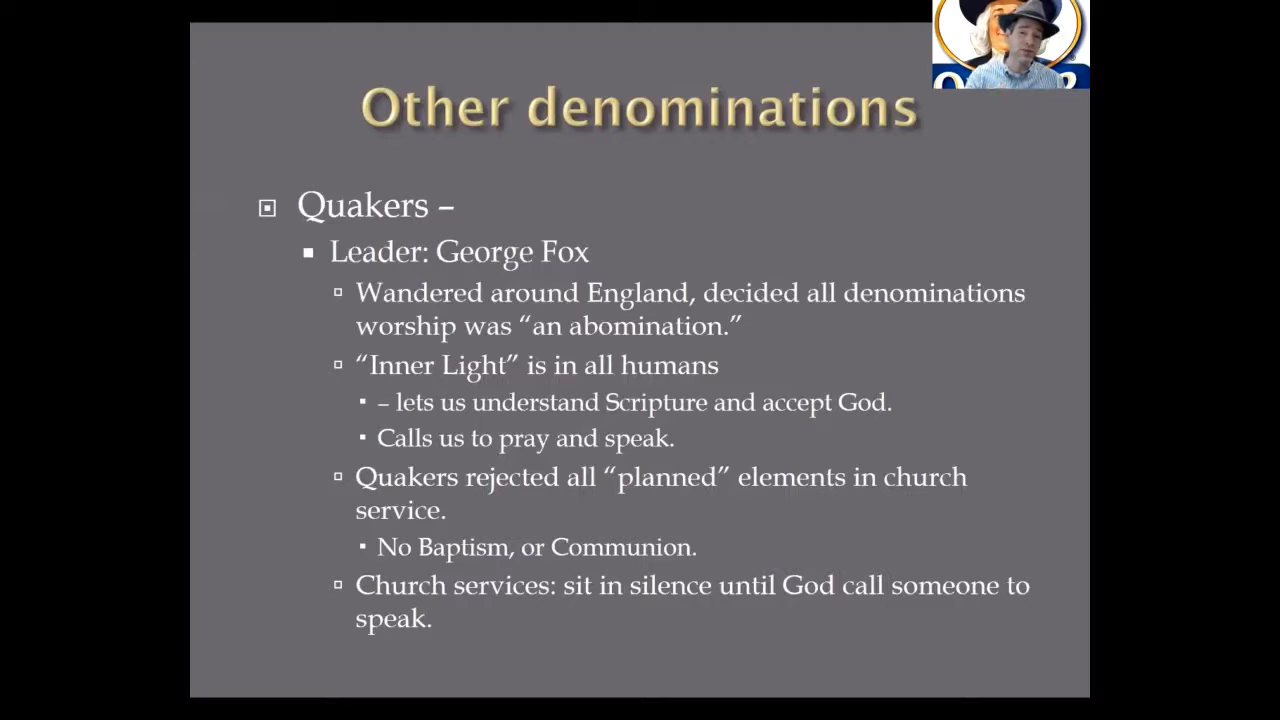 Other denominations
Quakers –
Leader: George Fox
Wandered around England, decided all denominations
worship was “an abomination.”
“Inner Light” is in all humans
– lets us understand Scripture and accept God.
Calls us to pray and speak.
Quakers rejected all “planned” elements in church
service.
No Baptism, or Communion.
Church services: sit in silence until God call someone to
speak.